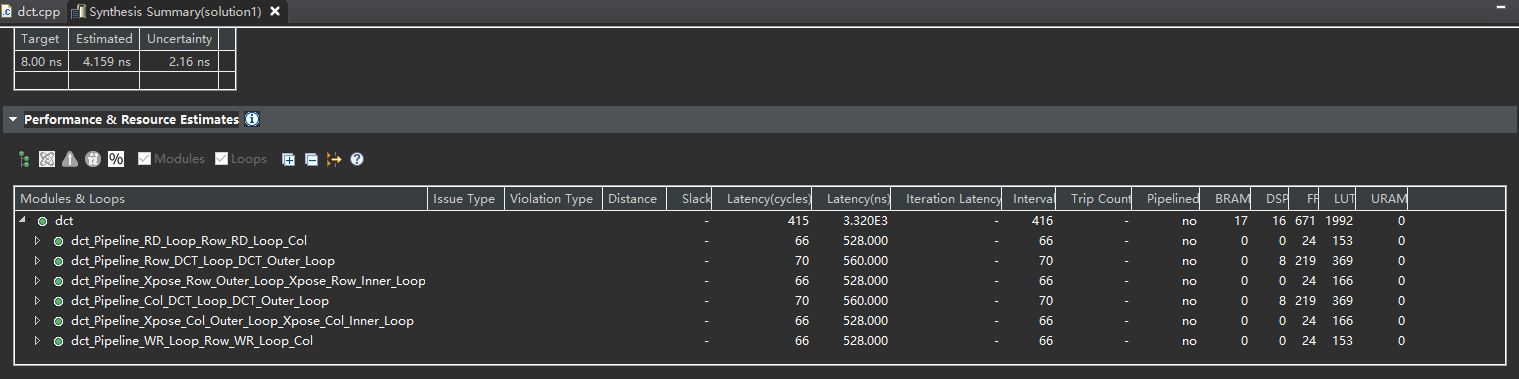 dct.cpp Synthesis Summary(solution1)
Target Estimated Uncertainty
8.00 ns 4.159 ns 2.16 ns
Performance & Resource Estimates
% Modules Loops ?
Modules & Loops Issue Type Violation Type Distance Slack Latency(cycles) Latency(ns) Iteration Latency Interval Trip Count Pipelined BRAM DSP FF LUT URAM
dct - 415 3.320E3 - 416 - no 17 16 671 1992 0
dct_Pipeline_RD_Loop_Row_RD_Loop_Col - 66 528.000 - 66 - no 0 0 24 153 0
dct_Pipeline_Row_DCT_Loop_DCT_Outer_Loop - 70 560.000 - 70 - no 0 8 219 369 0
dct_Pipeline_Xpose_Row_Outer_Loop_Xpose_Row_Inner_Loop - 66 528.000 - 66 - no 0 0 24 166 0
dct_Pipeline_Col_DCT_Loop_DCT_Outer_Loop - 70 560.000 - 70 - no 0 8 219 369 0
dct_Pipeline_Xpose_Col_Outer_Loop_Xpose_Col_Inner_Loop - 66 528.000 - 66 - no 0 0 24 166 0
dct_Pipeline_WR_Loop_Row_WR_Loop_Col - 66 528.000 - 66 - no 0 0 24 153 0